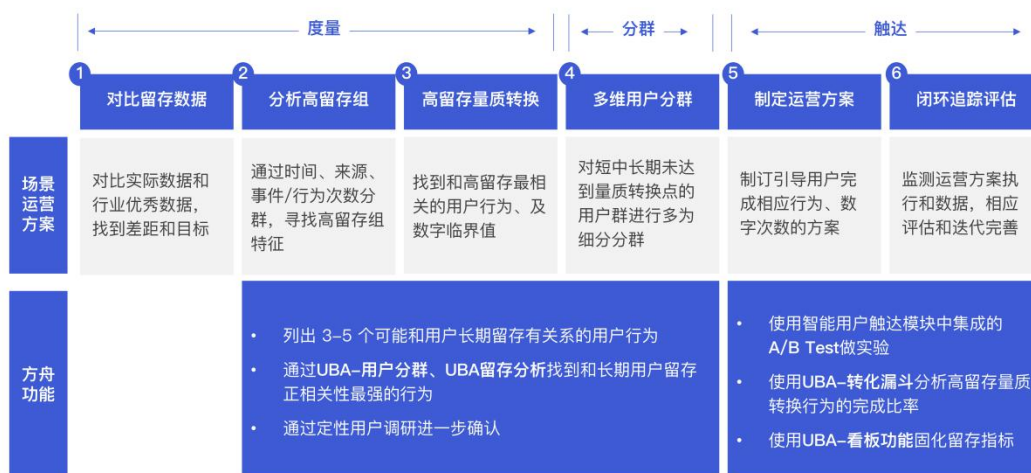 度量
分群
触达
1
对比留存数据
2
分析高留存组
3
高留存量质转换
4
多维用户分群
5
制定运营方案
6
闭环追踪评估
场景
运营
方案
对比实际数据和
行业优秀数据，
找到差距和目标
通过时间、来源、
事件/行为次数分
群，寻找高留存组
特征
找到和高留存最相
关的用户行为、及
数字临界值
对短中长期未达
到量质转换点的
用户群进行多为
细分分群
制订引导用户完
成相应行为、数
字次数的方案
监测运营方案执
行和数据，相应
评估和迭代完善
方舟
功能
• 列出 3-5 个可能和用户长期留存有关系的用户行为
• 通过UBA-用户分群、UBA留存分析找到和长期用户留存
正相关性最强的行为
• 通过定性用户调研进一步确认
• 使用智能用户触达模块中集成的
A/B Test做实验
• 使用UBA-转化漏斗分析高留存量质
转换行为的完成比率
• 使用UBA-看板功能固化留存指标